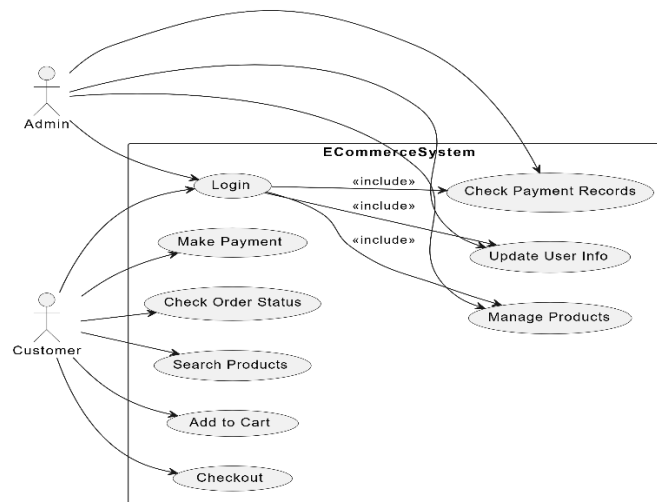 Admin
ECommerceSystem
Login
«include»
Check Payment Records
«include»
Make Payment
«include»
Update User Info
Check Order Status
Manage Products
Customer
Search Products
Add to Cart
Checkout